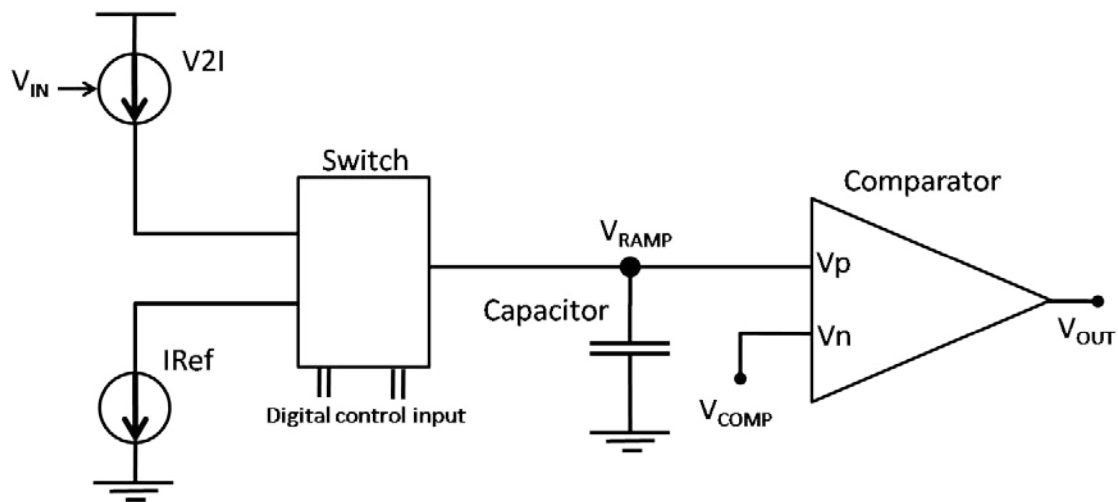 V2I
VIN
Switch
Comparator
VRAMP
Vp
Capacitor
IRef
Vn
VOUT
VCOMP
Digital control input